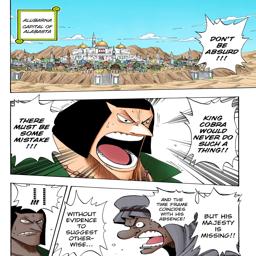 ALUBARNA
CAPITAL OF
ALABASTA
DON'T
BE
ABSURD
!!!
KING
COBRA
WOULD
NEVER DO
SUCH A
THING!!
THERE
MUST BE
SOME
MISTAKE
!!!
BUT HIS
MAJESTY
IS
MISSING!!
AND
THE TIME
FRAME
COINCIDES
WITH HIS
ABSENCE!
WITHOUT
EVIDENCE
TO
SUGGEST
OTHER-
WISE...
!!!